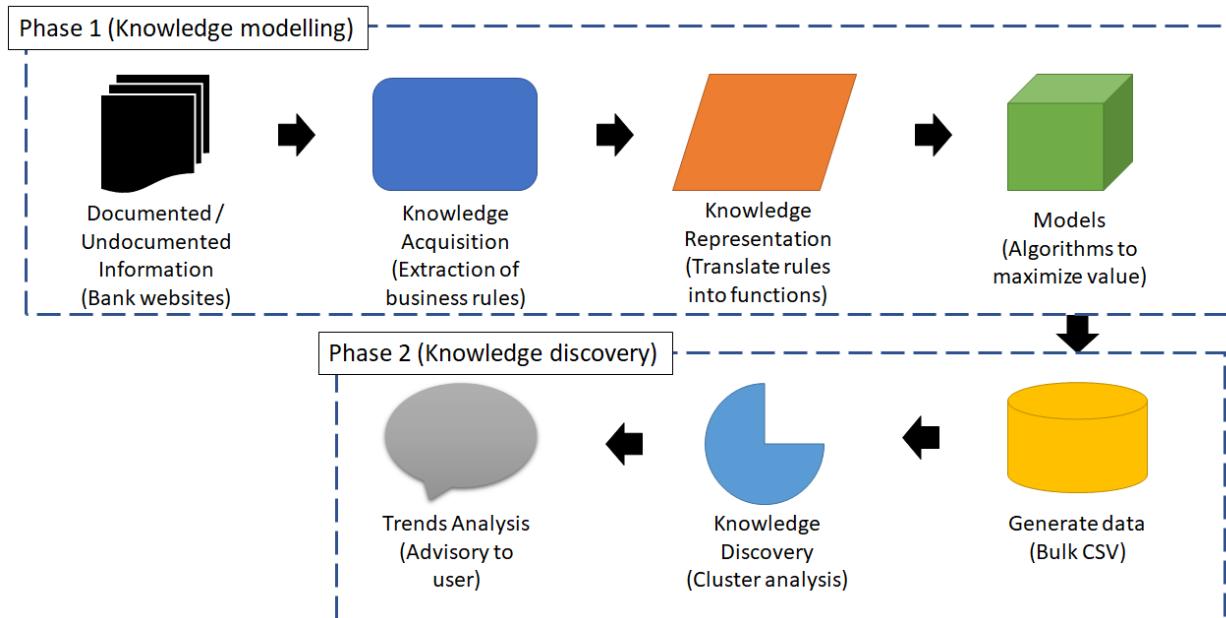 Phase 1 (Knowledge modelling)
Documented /
Undocumented
Information
(Bank websites)
Knowledge
Acquisition
(Extraction of
business rules)
Knowledge
Representation
(Translate rules
into functions)
Models
(Algorithms to
maximize value)
Phase 2 (Knowledge discovery)
Trends Analysis
(Advisory to
user)
Knowledge
Discovery
(Cluster analysis)
Generate data
(Bulk CSV)